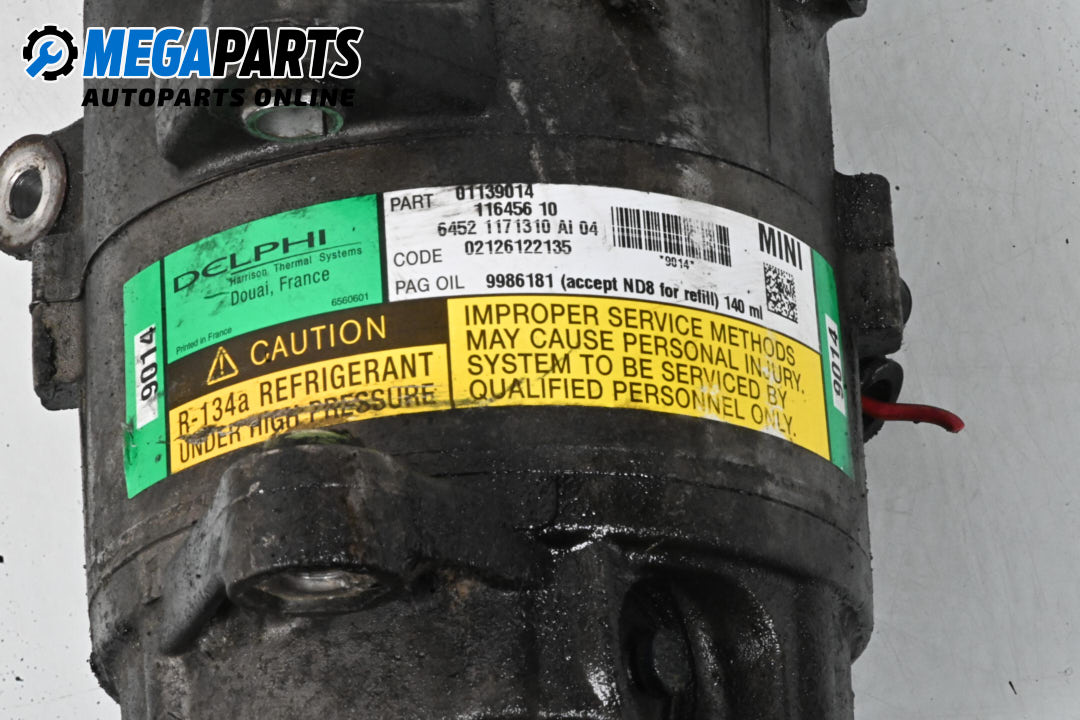 MEGAPARTS
AUTOPARTS ONLINE
DELPHI
Harrison Thermal Systems
Douai, France
6560601
Printed in France
9014
PART 01139014
116456 10
6452 1171310 AI 04
CODE 02126122135
*9014*
MINI
PAG OIL 9986181 (accept ND8 for refill) 140 ml
CAUTION
R-134a REFRIGERANT
UNDER HIGH PRESSURE
IMPROPER SERVICE METHODS
MAY CAUSE PERSONAL INJURY.
SYSTEM TO BE SERVICED BY
QUALIFIED PERSONNEL ONLY.
9014